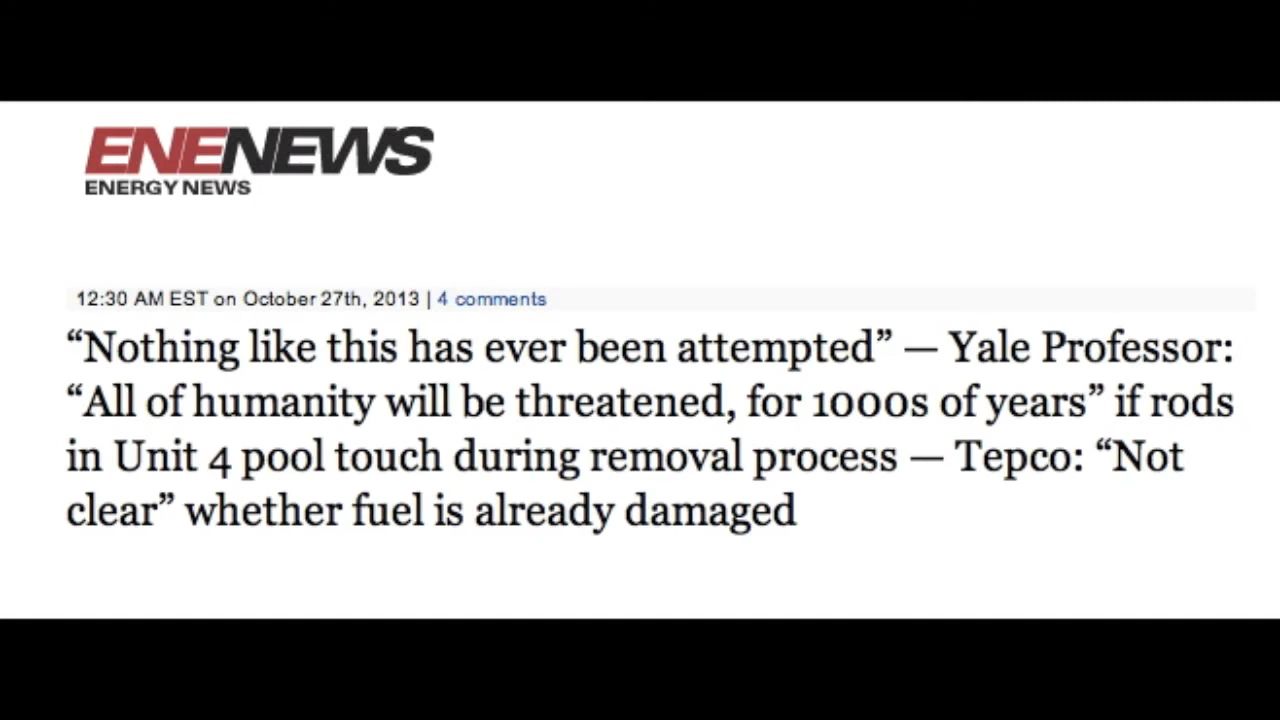 ENENEWS
ENERGY NEWS
12:30 AM EST on October 27th, 2013 | 4 comments
“Nothing like this has ever been attempted” — Yale Professor:
“All of humanity will be threatened, for 1000s of years” if rods
in Unit 4 pool touch during removal process — Tepco: “Not
clear” whether fuel is already damaged